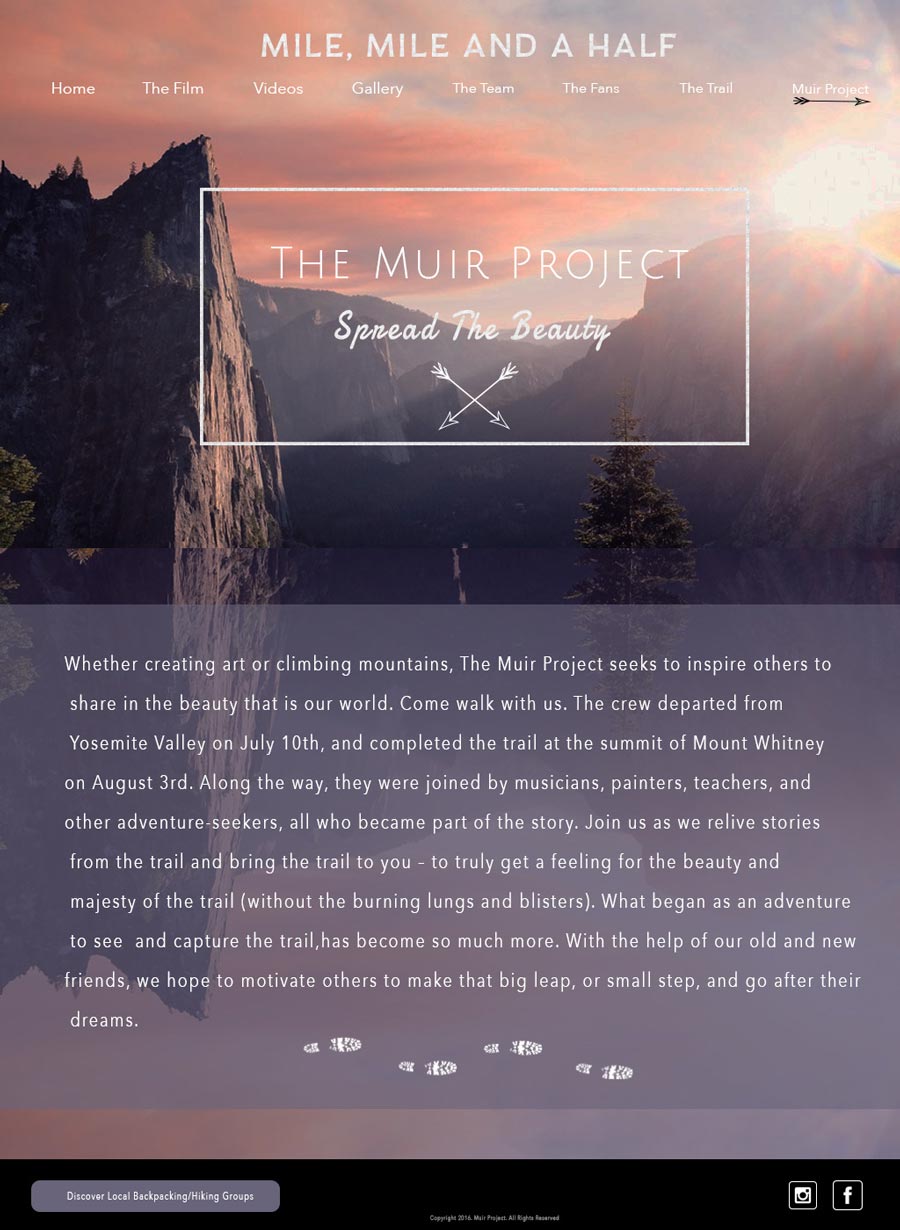 MILE, MILE AND A HALF
Home The Film Videos Gallery The Team The Fans The Trail Muir Project
The Muir Project
Spread The Beauty
Whether creating art or climbing mountains, The Muir Project seeks to inspire others to
share in the beauty that is our world. Come walk with us. The crew departed from
Yosemite Valley on July 10th, and completed the trail at the summit of Mount Whitney
on August 3rd. Along the way, they were joined by musicians, painters, teachers, and
other adventure-seekers, all who became part of the story. Join us as we relive stories
from the trail and bring the trail to you – to truly get a feeling for the beauty and
majesty of the trail (without the burning lungs and blisters). What began as an adventure
to see and capture the trail,has become so much more. With the help of our old and new
friends, we hope to motivate others to make that big leap, or small step, and go after their
dreams.
Discover Local Backpacking/Hiking Groups
Copyright 2016. Muir Project. All Rights Reserved